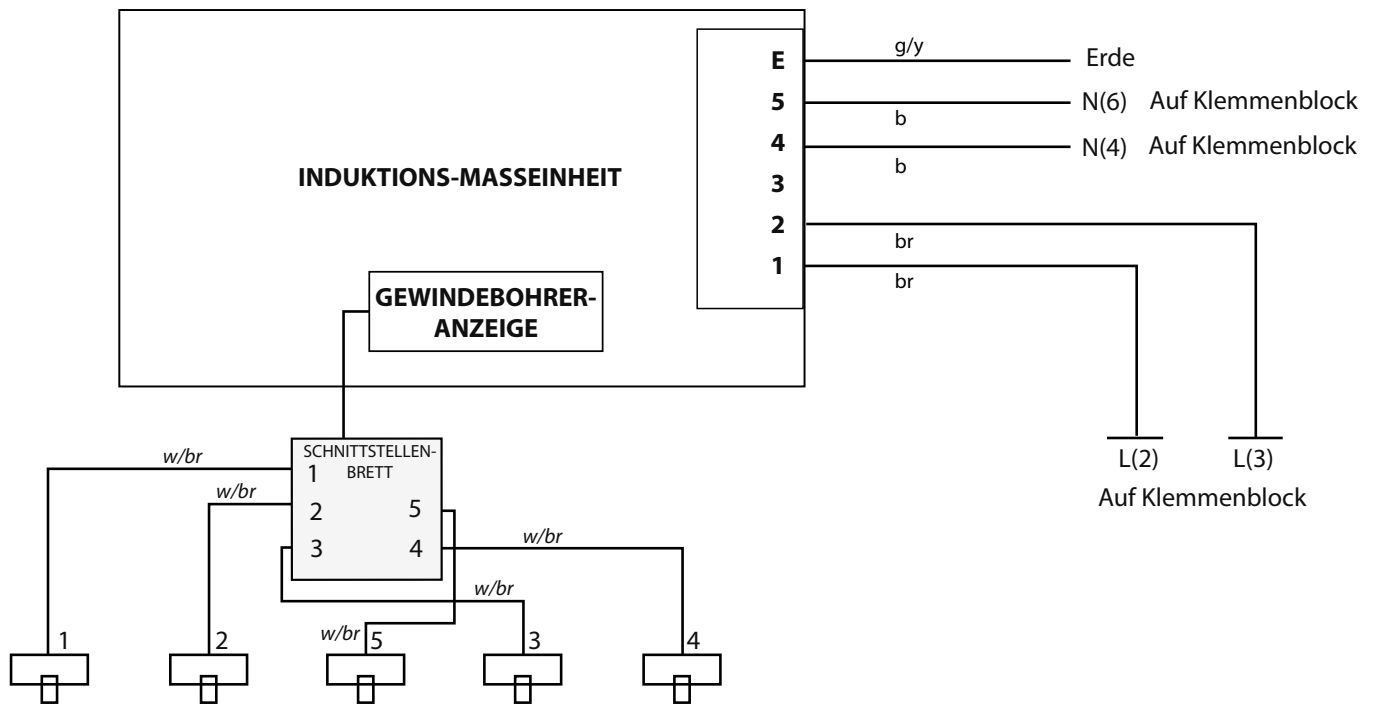 E
g/y
Erde
5
b
N(6) Auf Klemmenblock
4
b
N(4) Auf Klemmenblock
INDUKTIONS-MASSEINHEIT
3
2
br
1
br
GEWINDEBOHRER-
ANZEIGE
L(2) L(3)
Auf Klemmenblock
SCHNITTSTELLEN-
BRETT
w/br
1
w/br
2
5
3
4
w/br
w/br
w/br
1
2
5
3
4